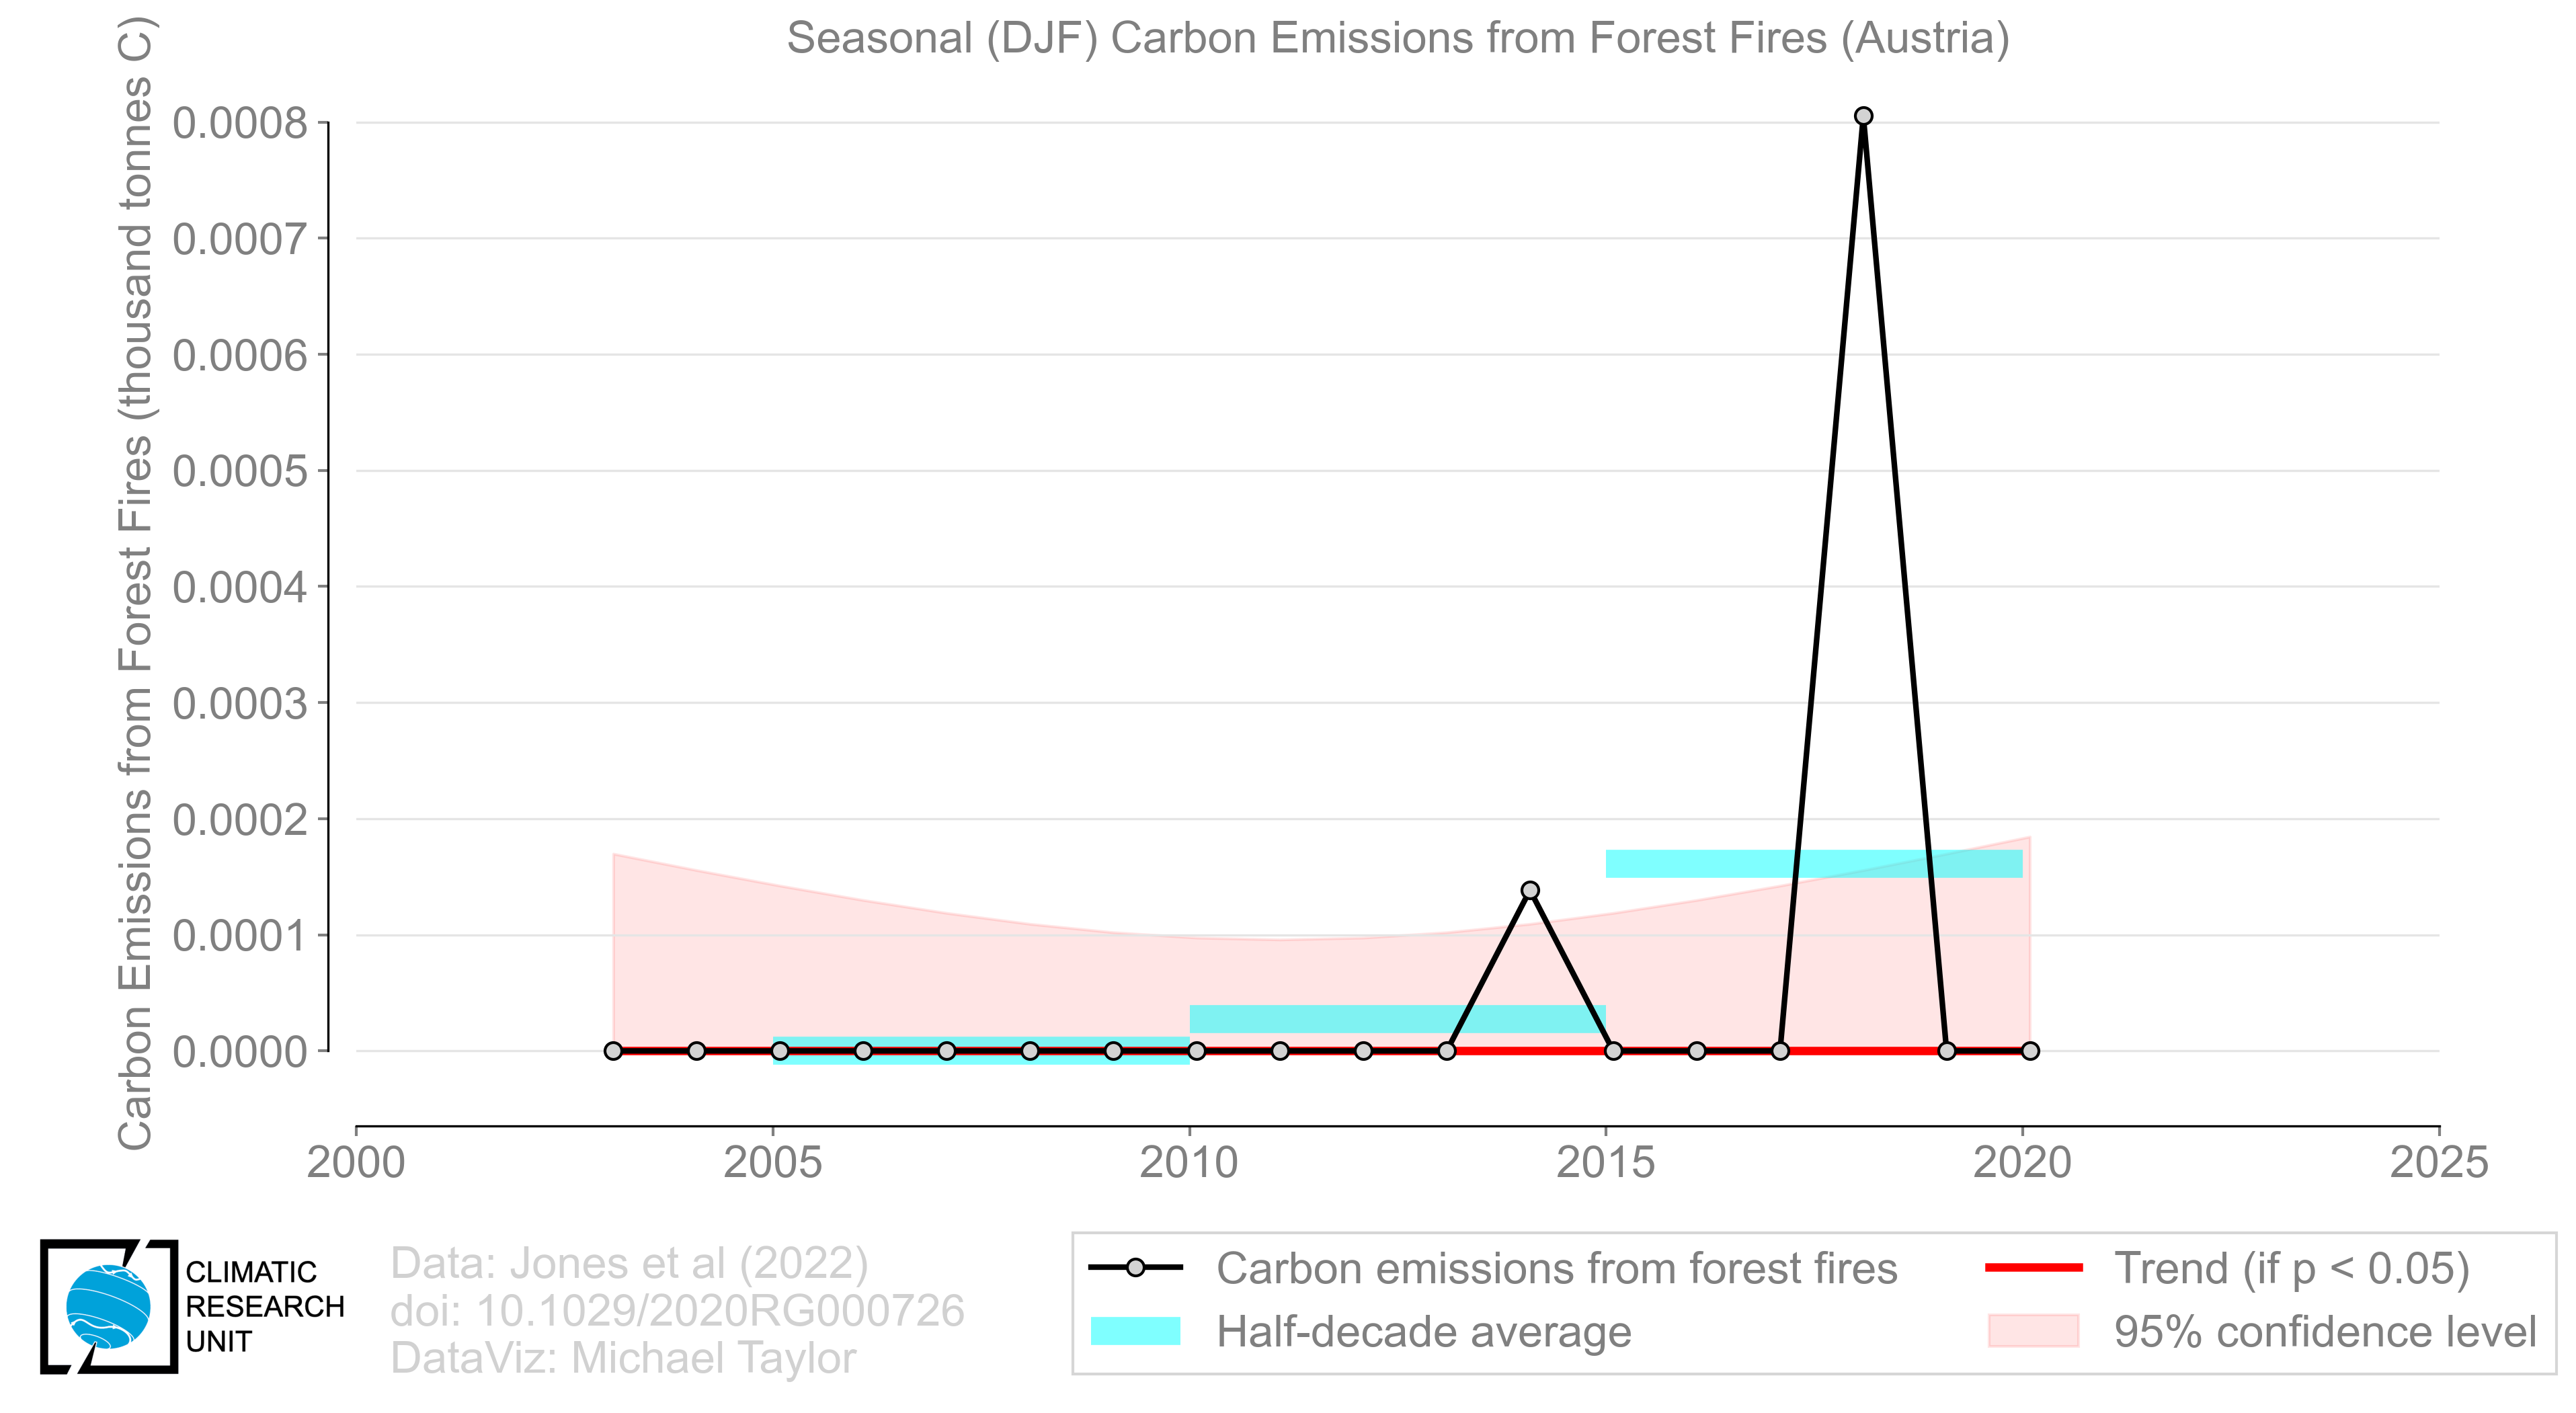 Seasonal (DJF) Carbon Emissions from Forest Fires (Austria)
Carbon Emissions from Forest Fires (thousand tonnes C)
0.0008
0.0007
0.0006
0.0005
0.0004
0.0003
0.0002
0.0001
0.0000
2000 2005 2010 2015 2020 2025
CLIMATIC
RESEARCH
UNIT
Data: Jones et al (2022)
doi: 10.1029/2020RG000726
DataViz: Michael Taylor
Carbon emissions from forest fires
Half-decade average
Trend (if p < 0.05)
95% confidence level